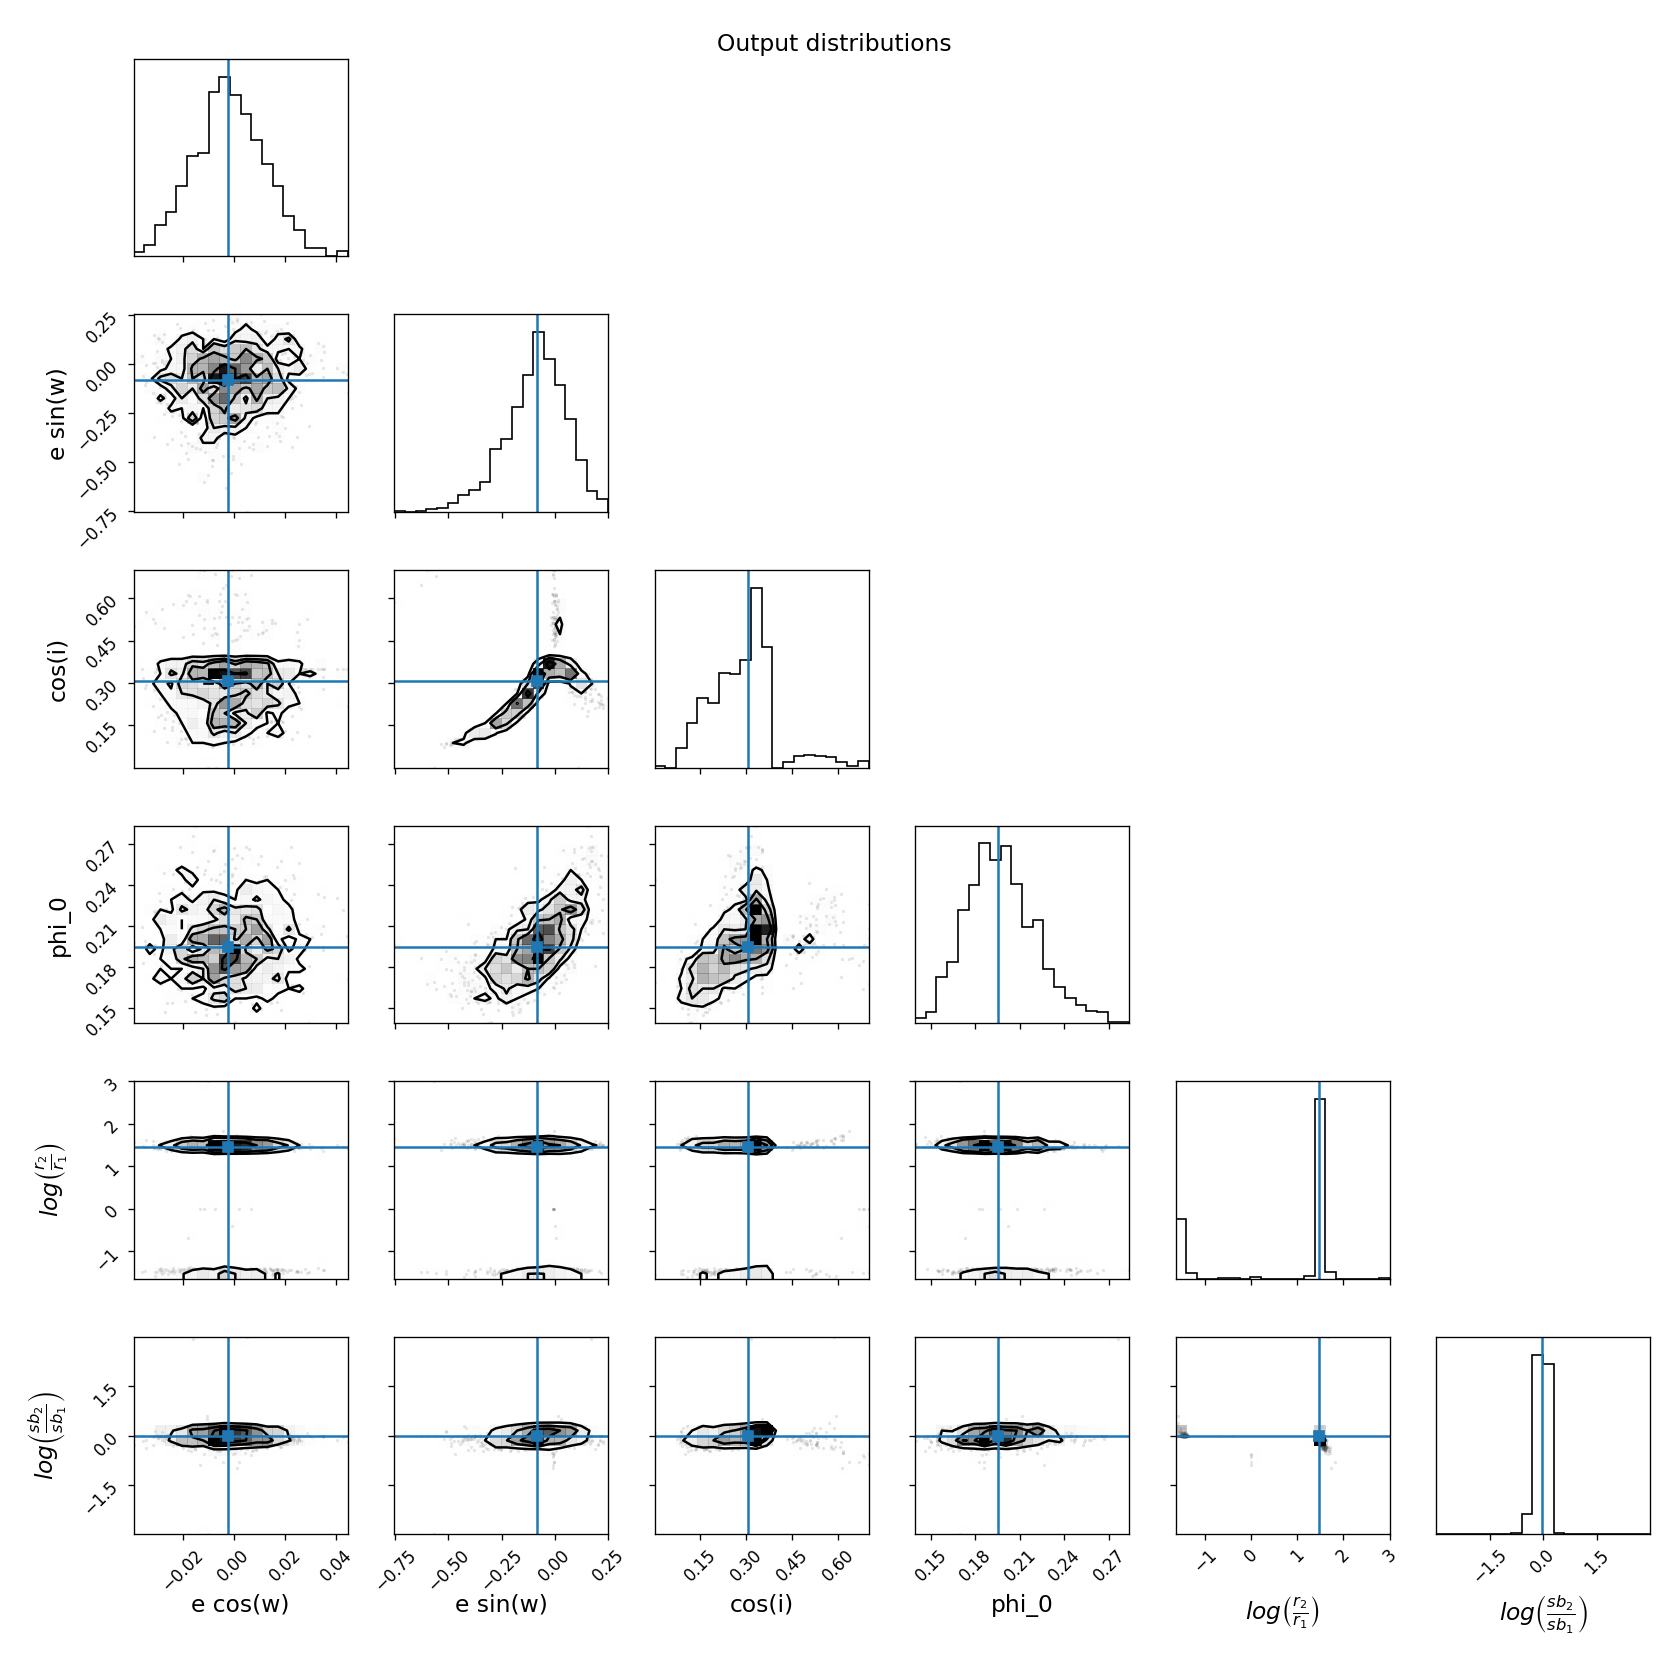 Output distributions
e sin(w)
0.25
0.00
−0.25
−0.50
−0.75
cos(i)
0.60
0.45
0.30
0.15
phi_0
0.27
0.24
0.21
0.18
0.15
log(r₂/r₁)
3
2
1
0
−1
log(sb₂/sb₁)
1.5
0.0
−1.5
−0.02 0.00 0.02 0.04
−0.75 −0.50 −0.25 0.00 0.25
0.15 0.30 0.45 0.60
0.15 0.18 0.21 0.24 0.27
−1 0 1 2 3
−1.5 0.0 1.5
e cos(w) e sin(w) cos(i) phi_0 log(r₂/r₁) log(sb₂/sb₁)